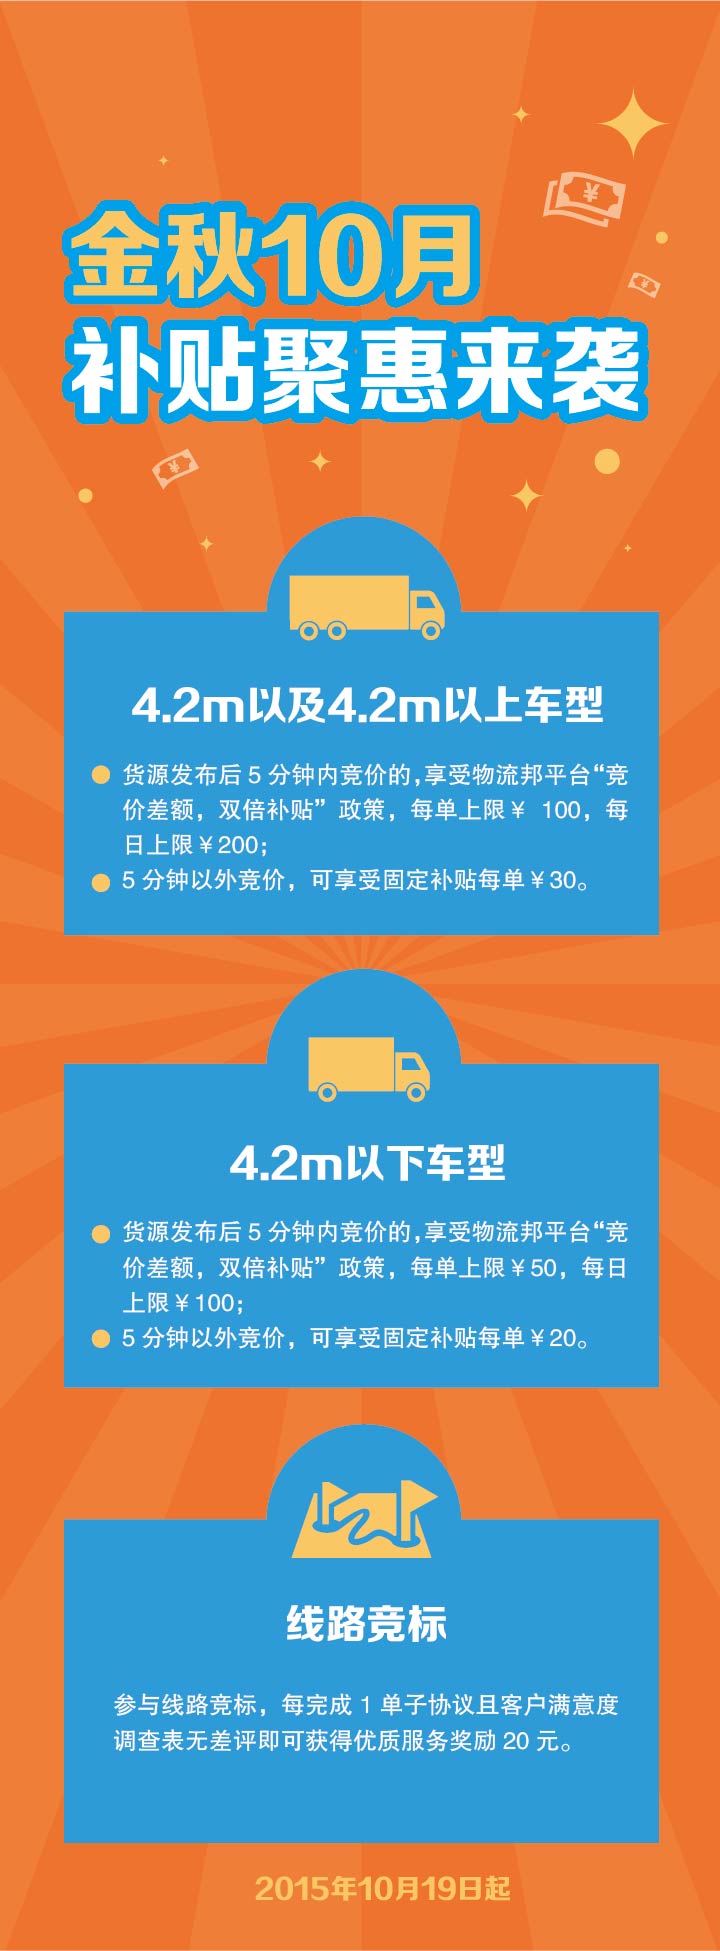 金秋10月
补贴聚惠来袭
4.2m以及4.2m以上车型
货源发布后5分钟内竞价的，享受物流邦平台“竞
价差额，双倍补贴”政策，每单上限￥ 100，每
日上限￥200；
5分钟以外竞价，可享受固定补贴每单￥30。
4.2m以下车型
货源发布后5分钟内竞价的，享受物流邦平台“竞
价差额，双倍补贴”政策，每单上限￥50，每日
上限￥100；
5分钟以外竞价，可享受固定补贴每单￥20。
线路竞标
参与线路竞标，每完成1单子协议且客户满意度
调查表无差评即可获得优质服务奖励20元。
2015年10月19日起